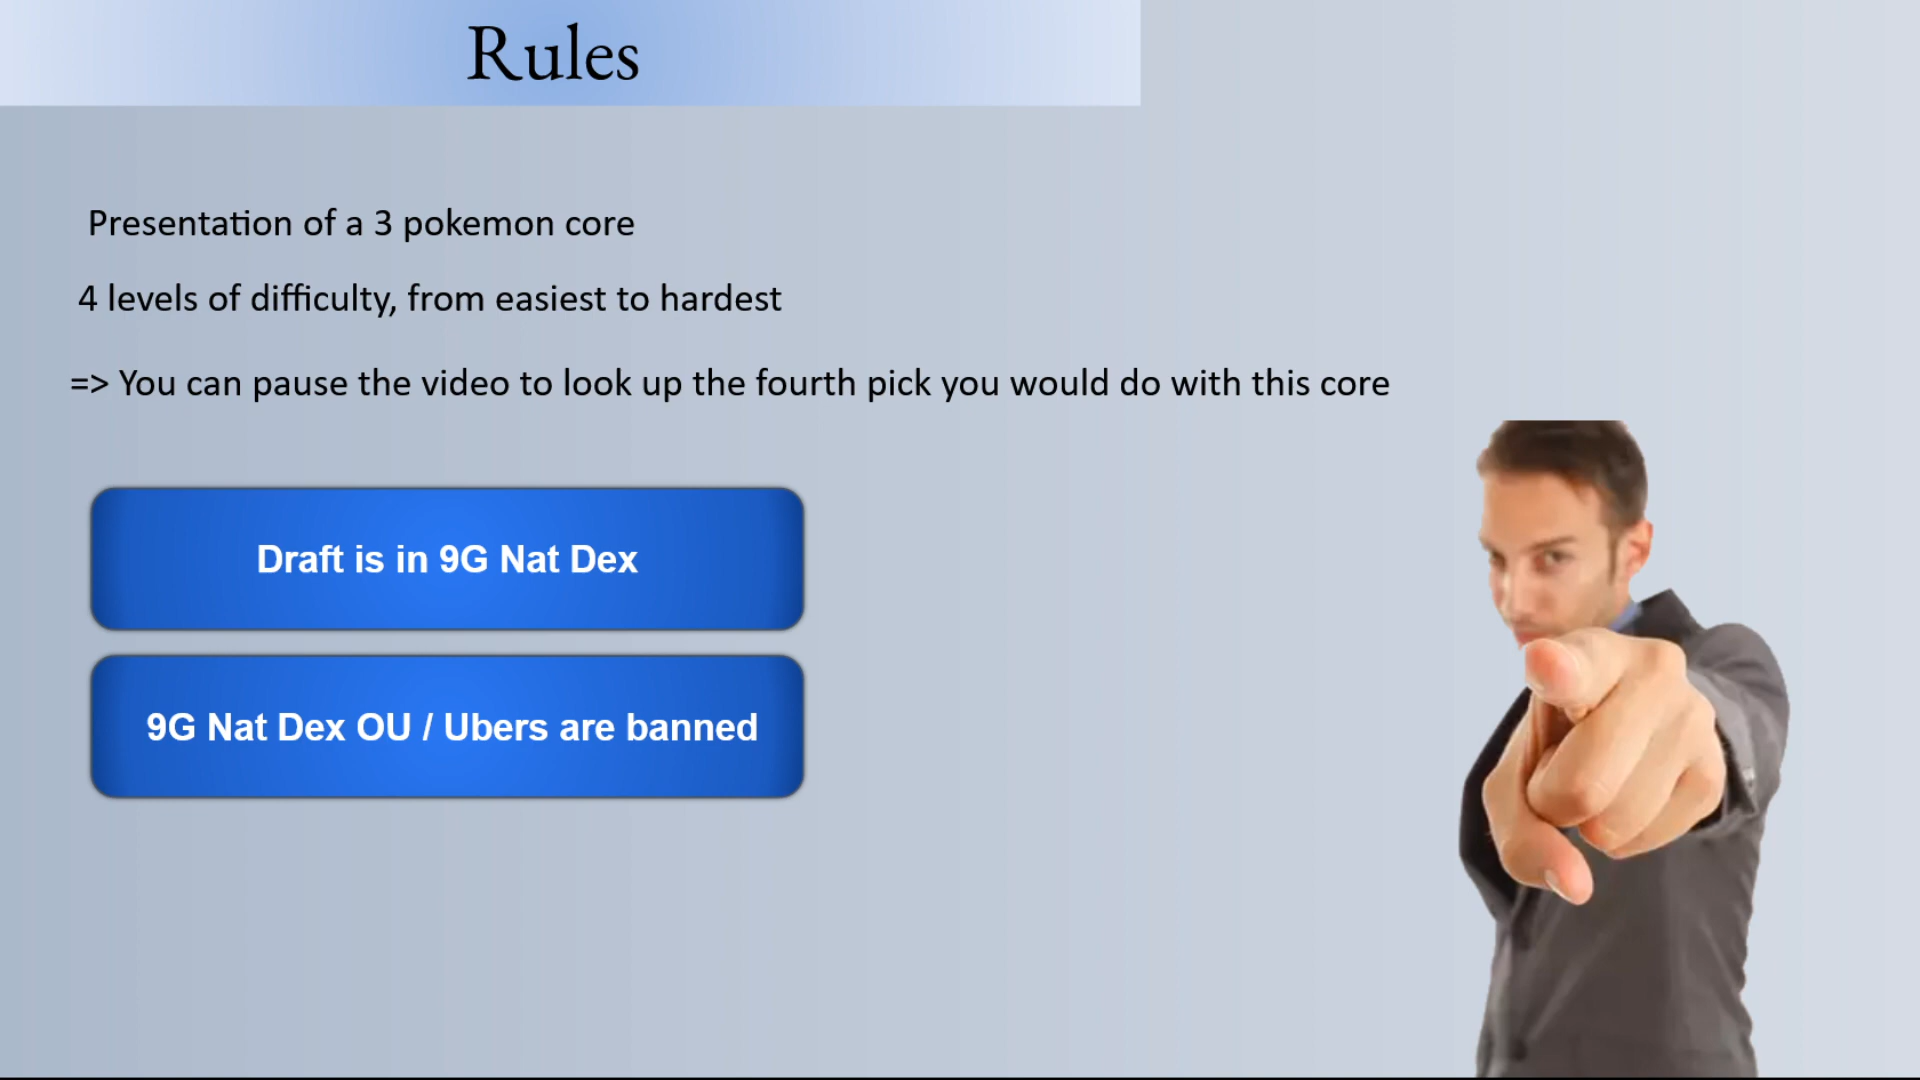 Rules
Presentation of a 3 pokemon core
4 levels of difficulty, from easiest to hardest
=> You can pause the video to look up the fourth pick you would do with this core
Draft is in 9G Nat Dex
9G Nat Dex OU / Ubers are banned